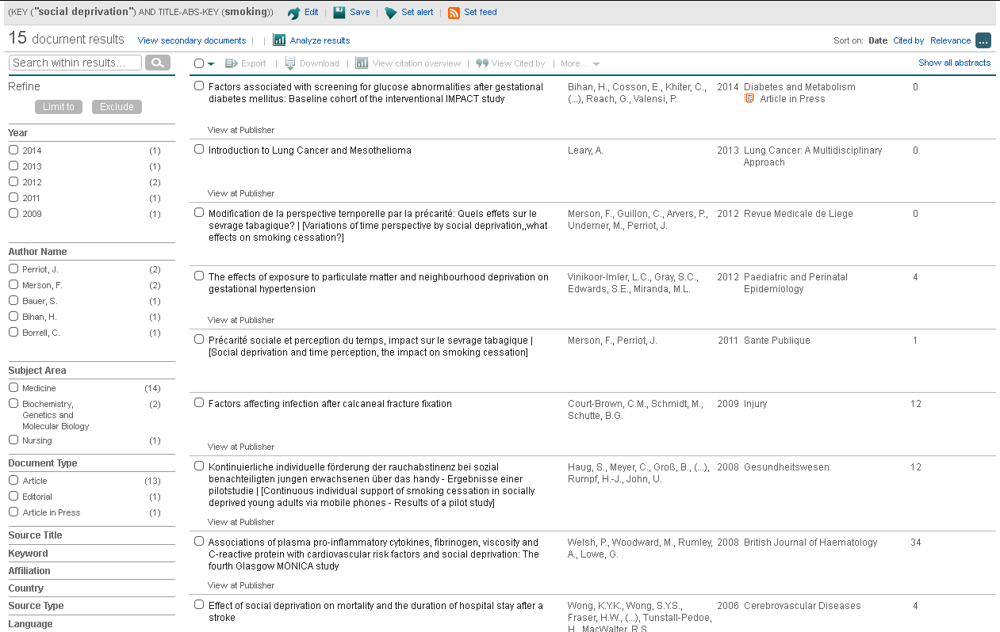 (KEY ("social deprivation") AND TITLE-ABS-KEY (smoking)) Edit | Save | Set alert | Set feed
15 document results View secondary documents | | Analyze results Sort on: Date Cited by Relevance ...
Search within results... Export | Download | View citation overview | View Cited by | More... Show all abstracts
Refine
Limit to Exclude
Year
2014 (1)
2013 (1)
2012 (2)
2011 (1)
2009 (1)
Author Name
Perriot, J. (2)
Merson, F. (2)
Bauer, S. (1)
Bihan, H. (1)
Borrell, C. (1)
Subject Area
Medicine (14)
Biochemistry, (2)
Genetics and
Molecular Biology
Nursing (1)
Document Type
Article (13)
Editorial (1)
Article in Press (1)
Source Title
Keyword
Affiliation
Country
Source Type
Language
Factors associated with screening for glucose abnormalities after gestational Bihan, H., Cosson, E., Khiter, C., 2014 Diabetes and Metabolism 0
diabetes mellitus: Baseline cohort of the interventional IMPACT study (...), Reach, G., Valensi, P. Article in Press
View at Publisher
Introduction to Lung Cancer and Mesothelioma Leary, A. 2013 Lung Cancer: A Multidisciplinary 0
Approach
View at Publisher
Modification de la perspective temporelle par la précarité: Quels effets sur le Merson, F., Guillon, C., Arvers, P., 2012 Revue Medicale de Liege 0
sevrage tabagique? | [Variations of time perspective by social deprivation,,what Underner, M., Perriot, J.
effects on smoking cessation?]
The effects of exposure to particulate matter and neighbourhood deprivation on Vinikoor-Imler, L.C., Gray, S.C., 2012 Paediatric and Perinatal 4
gestational hypertension Edwards, S.E., Miranda, M.L. Epidemiology
View at Publisher
Précarité sociale et perception du temps, impact sur le sevrage tabagique | Merson, F., Perriot, J. 2011 Sante Publique 1
[Social deprivation and time perception, the impact on smoking cessation]
Factors affecting infection after calcaneal fracture fixation Court-Brown, C.M., Schmidt, M., 2009 Injury 12
Schutte, B.G.
View at Publisher
Kontinuierliche individuelle förderung der rauchabstinenz bei sozial Haug, S., Meyer, C., Groß, B., (...), 2008 Gesundheitswesen 12
benachteiligten jungen erwachsenen über das handy - Ergebnisse einer Rumpf, H.-J., John, U.
pilotstudie | [Continuous individual support of smoking cessation in socially
deprived young adults via mobile phones - Results of a pilot study]
View at Publisher
Associations of plasma pro-inflammatory cytokines, fibrinogen, viscosity and Welsh, P., Woodward, M., Rumley, 2008 British Journal of Haematology 34
C-reactive protein with cardiovascular risk factors and social deprivation: The A., Lowe, G.
fourth Glasgow MONICA study
View at Publisher
Effect of social deprivation on mortality and the duration of hospital stay after a Wong, K.Y.K., Wong, S.Y.S., 2006 Cerebrovascular Diseases 4
stroke Fraser, H.W., (...), Tunstall-Pedoe,
H., MacWalter, R.S.